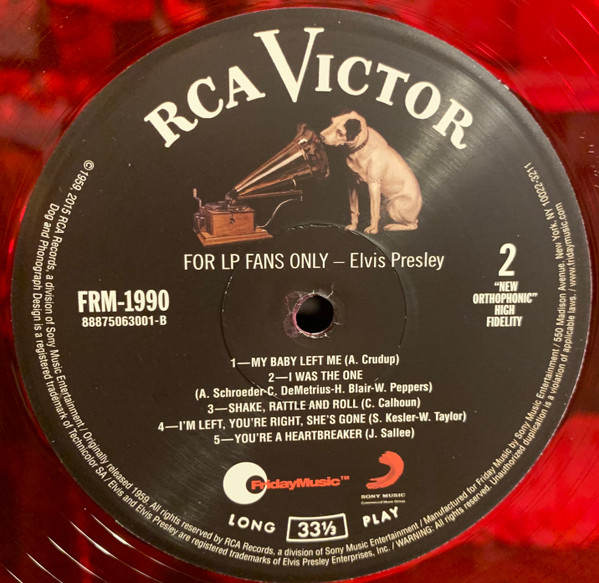 RCA VICTOR
FOR LP FANS ONLY – Elvis Presley
2
"NEW
ORTHOPHONIC"
HIGH
FIDELITY
FRM-1990
88875063001-B
1—MY BABY LEFT ME (A. Crudup)
2—I WAS THE ONE
(A. Schroeder-C. DeMetrius-H. Blair-W. Peppers)
3—SHAKE, RATTLE AND ROLL (C. Calhoun)
4—I'M LEFT, YOU'RE RIGHT, SHE'S GONE (S. Kesler-W. Taylor)
5—YOU'RE A HEARTBREAKER (J. Sallee)
FridayMusic™
SONY MUSIC
LONG 33⅓ PLAY
© 1959, 2015 RCA Records, a division of Sony Music Entertainment / Originally released 1959. All rights reserved by RCA Records, a division of Sony Music Entertainment / Manufactured for Friday Music by Sony Music Entertainment / 550 Madison Avenue, New York, NY 10022-3211
Dog and Phonograph Design is a registered trademark of Technicolor SA / Elvis and Elvis Presley are registered trademarks of Elvis Presley Enterprises, Inc. / WARNING: All rights reserved. Unauthorized duplication is a violation of applicable laws. / www.fridaymusic.com